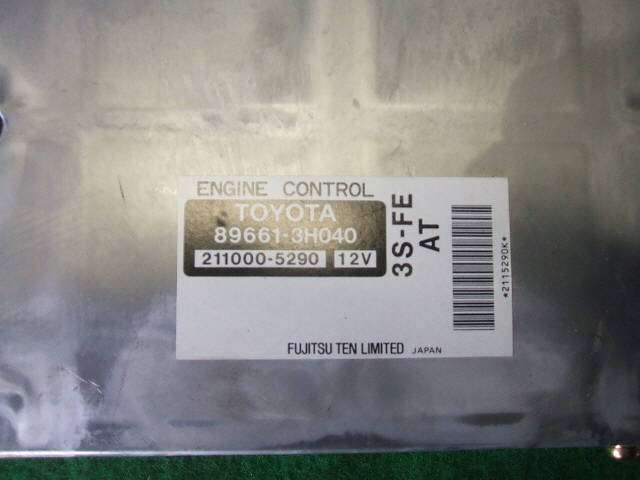 ENGINE CONTROL
TOYOTA
89661-3H040
211000-5290 12V
3S-FE
AT
*2115290K*
FUJITSU TEN LIMITED JAPAN